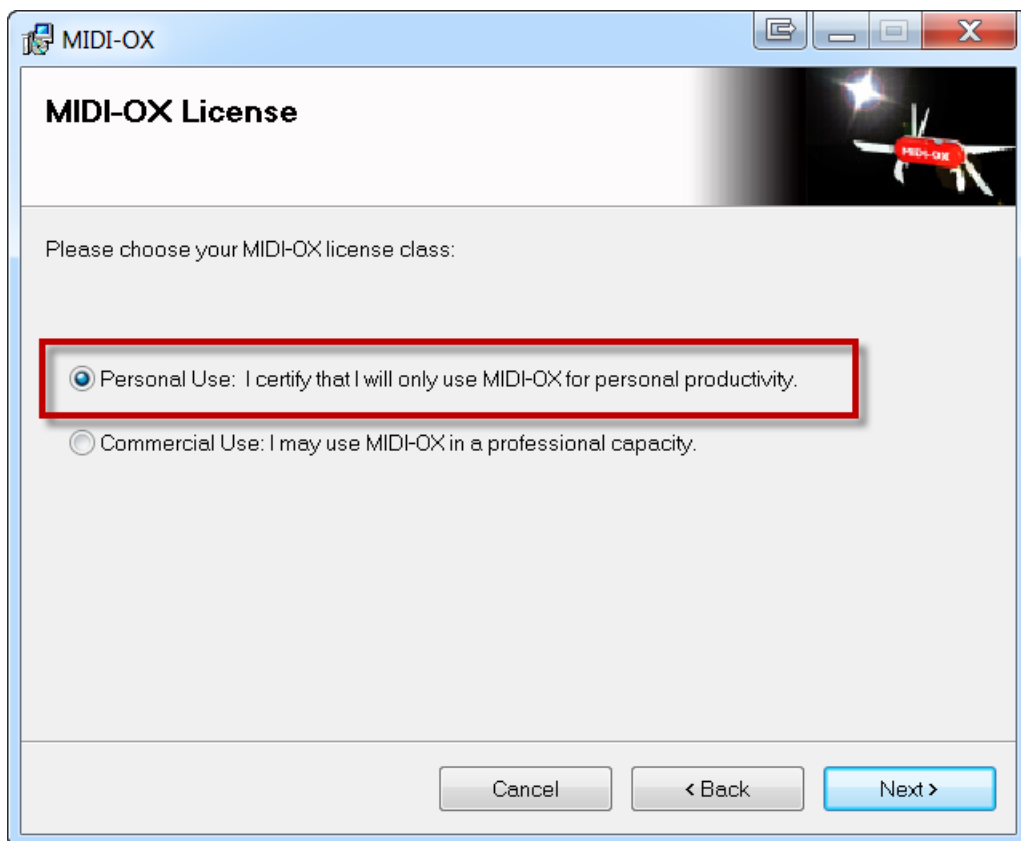 MIDI-OX
MIDI-OX License
MIDI-OX
Please choose your MIDI-OX license class:
Personal Use:  I certify that I will only use MIDI-OX for personal productivity.
Commercial Use: I may use MIDI-OX in a professional capacity.
Cancel
< Back
Next >